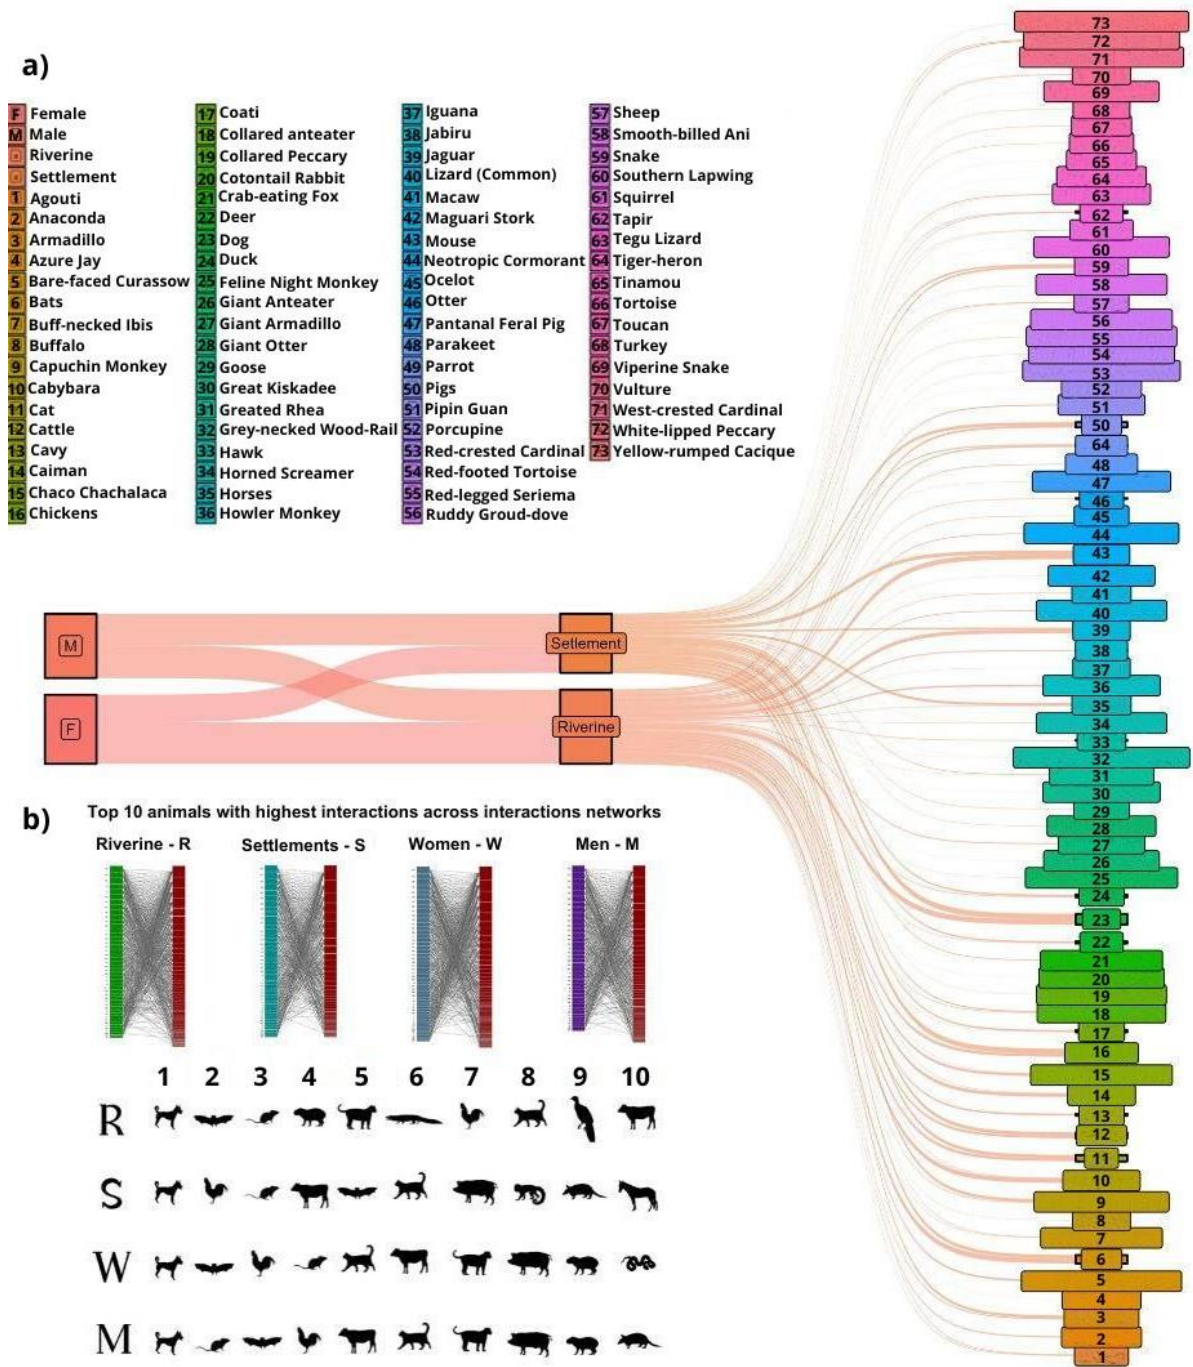 a)
F Female
M Male
Riverine
Settlement
1 Agouti
2 Anaconda
3 Armadillo
4 Azure Jay
5 Bare-faced Curassow
6 Bats
7 Buff-necked Ibis
8 Buffalo
9 Capuchin Monkey
10 Cabybara
11 Cat
12 Cattle
13 Cavy
14 Caiman
15 Chaco Chachalaca
16 Chickens
17 Coati
18 Collared anteater
19 Collared Peccary
20 Cotontail Rabbit
21 Crab-eating Fox
22 Deer
23 Dog
24 Duck
25 Feline Night Monkey
26 Giant Anteater
27 Giant Armadillo
28 Giant Otter
29 Goose
30 Great Kiskadee
31 Greated Rhea
32 Grey-necked Wood-Rail
33 Hawk
34 Horned Screamer
35 Horses
36 Howler Monkey
37 Iguana
38 Jabiru
39 Jaguar
40 Lizard (Common)
41 Macaw
42 Maguari Stork
43 Mouse
44 Neotropic Cormorant
45 Ocelot
46 Otter
47 Pantanal Feral Pig
48 Parakeet
49 Parrot
50 Pigs
51 Pipin Guan
52 Porcupine
53 Red-crested Cardinal
54 Red-footed Tortoise
55 Red-legged Seriema
56 Ruddy Groud-dove
57 Sheep
58 Smooth-billed Ani
59 Snake
60 Southern Lapwing
61 Squirrel
62 Tapir
63 Tegu Lizard
64 Tiger-heron
65 Tinamou
66 Tortoise
67 Toucan
68 Turkey
69 Viperine Snake
70 Vulture
71 West-crested Cardinal
72 White-lipped Peccary
73 Yellow-rumped Cacique
M
F
Setlement
Riverine
73
72
71
70
69
68
67
66
65
64
63
62
61
60
59
58
57
56
55
54
53
52
51
50
64
48
47
46
45
44
43
42
41
40
39
38
37
36
35
34
33
32
31
30
29
28
27
26
25
24
23
22
21
20
19
18
17
16
15
14
13
12
11
10
9
8
7
6
5
4
3
2
1
b)
Top 10 animals with highest interactions across interactions networks
Riverine - R Settlements - S Women - W Men - M
1 2 3 4 5 6 7 8 9 10
R
S
W
M